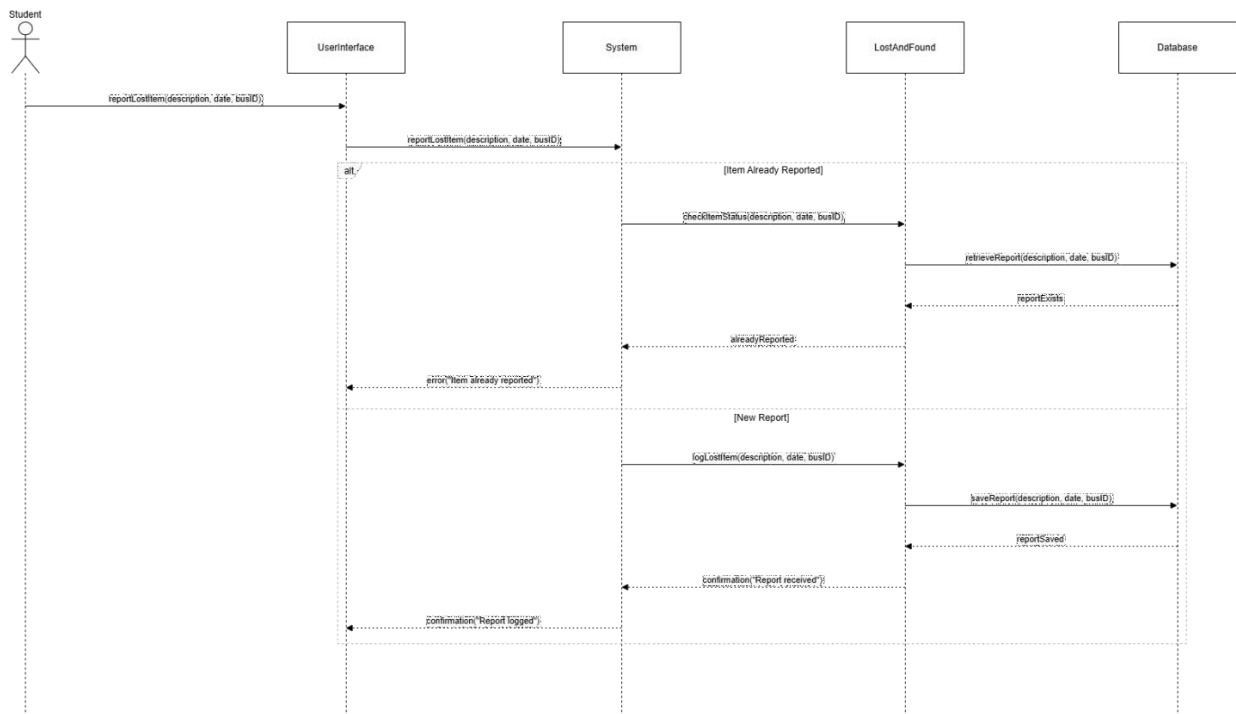 Student
UserInterface
System
LostAndFound
Database
reportLostItem(description, date, busID)
reportLostItem(description, date, busID)
alt
[Item Already Reported]
checkItemStatus(description, date, busID)
retrieveReport(description, date, busID)
reportExists
alreadyReported
error("Item already reported")
[New Report]
logLostItem(description, date, busID)
saveReport(description, date, busID)
reportSaved
confirmation("Report received")
confirmation("Report logged")